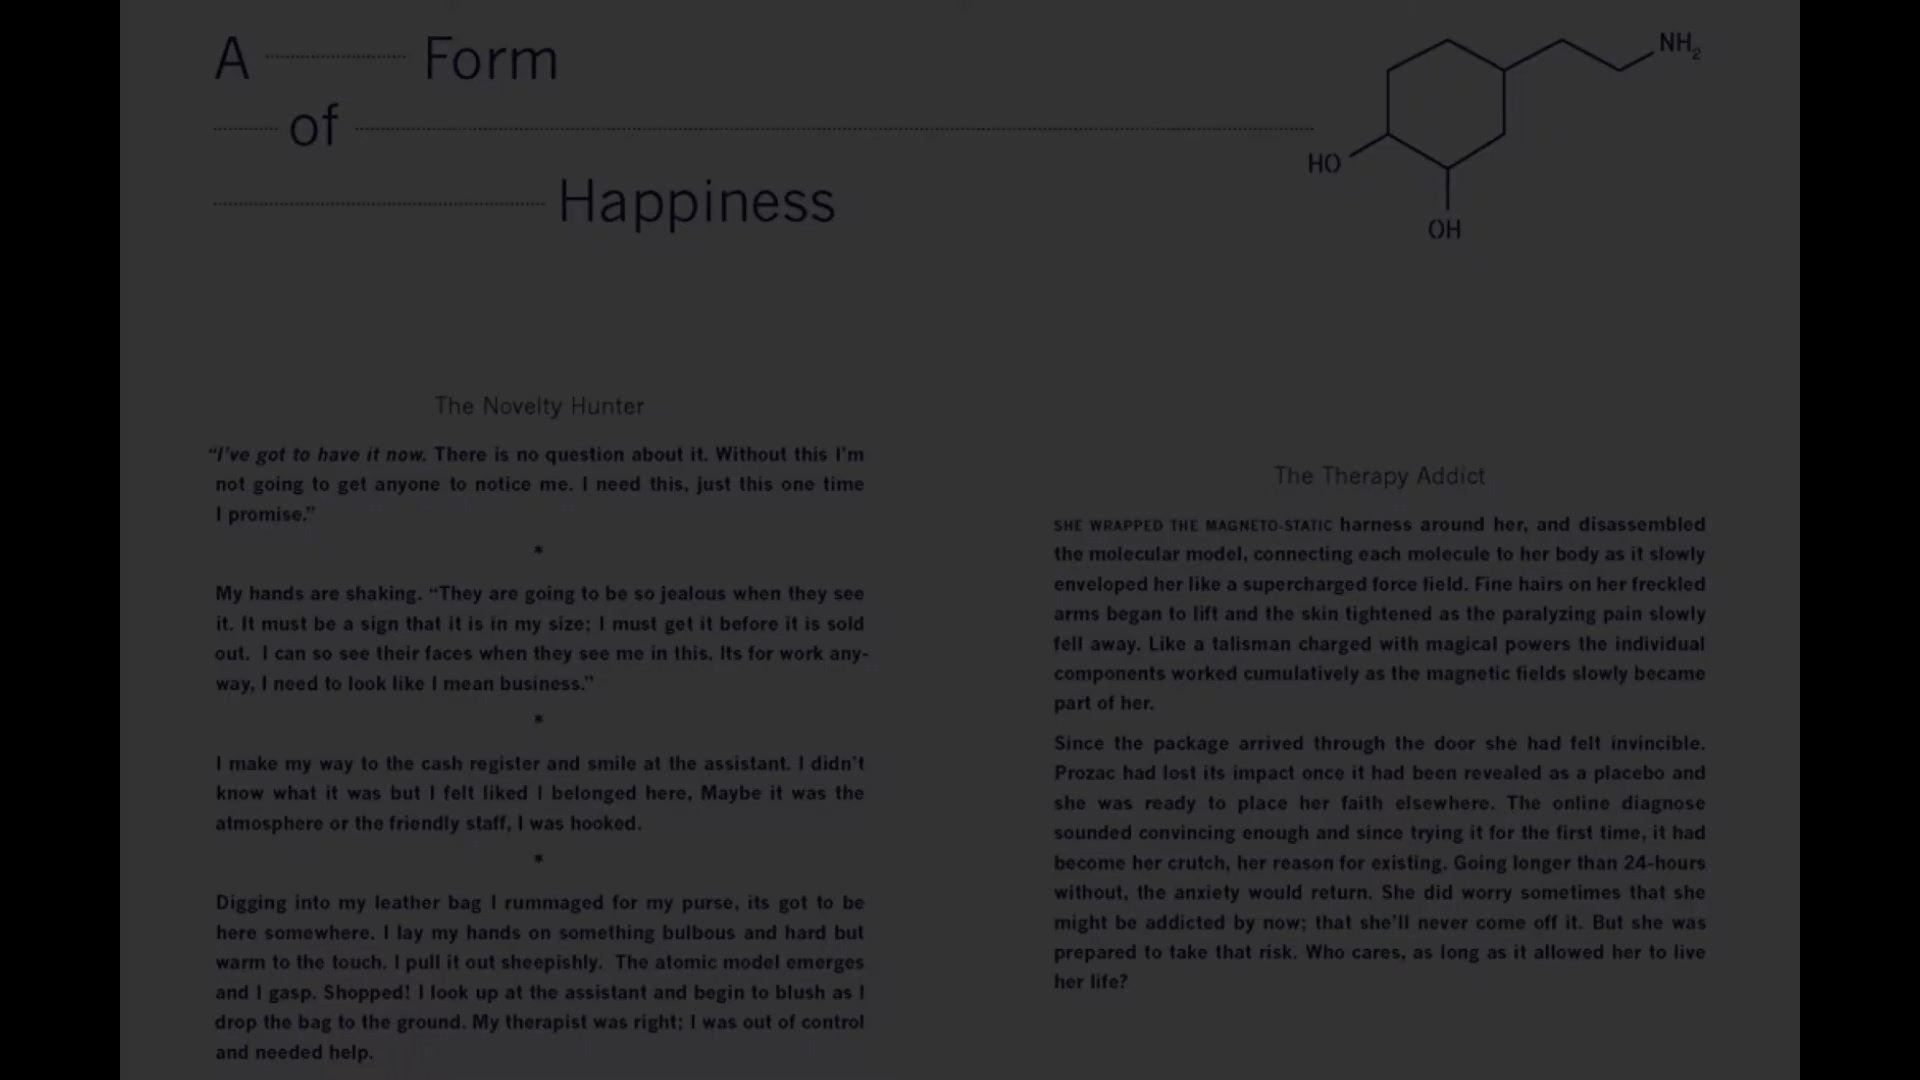 A Form
of
Happiness
NH2
HO
OH
The Novelty Hunter
“I’ve got to have it now. There is no question about it. Without this I’m
not going to get anyone to notice me. I need this, just this one time
I promise.”
*
My hands are shaking. “They are going to be so jealous when they see
it. It must be a sign that it is in my size; I must get it before it is sold
out. I can so see their faces when they see me in this. Its for work any-
way, I need to look like I mean business.”
*
I make my way to the cash register and smile at the assistant. I didn’t
know what it was but I felt liked I belonged here, Maybe it was the
atmosphere or the friendly staff, I was hooked.
*
Digging into my leather bag I rummaged for my purse, its got to be
here somewhere. I lay my hands on something bulbous and hard but
warm to the touch. I pull it out sheepishly. The atomic model emerges
and I gasp. Shopped! I look up at the assistant and begin to blush as I
drop the bag to the ground. My therapist was right; I was out of control
and needed help.
The Therapy Addict
SHE WRAPPED THE MAGNETO-STATIC harness around her, and disassembled
the molecular model, connecting each molecule to her body as it slowly
enveloped her like a supercharged force field. Fine hairs on her freckled
arms began to lift and the skin tightened as the paralyzing pain slowly
fell away. Like a talisman charged with magical powers the individual
components worked cumulatively as the magnetic fields slowly became
part of her.
Since the package arrived through the door she had felt invincible.
Prozac had lost its impact once it had been revealed as a placebo and
she was ready to place her faith elsewhere. The online diagnose
sounded convincing enough and since trying it for the first time, it had
become her crutch, her reason for existing. Going longer than 24-hours
without, the anxiety would return. She did worry sometimes that she
might be addicted by now; that she’ll never come off it. But she was
prepared to take that risk. Who cares, as long as it allowed her to live
her life?